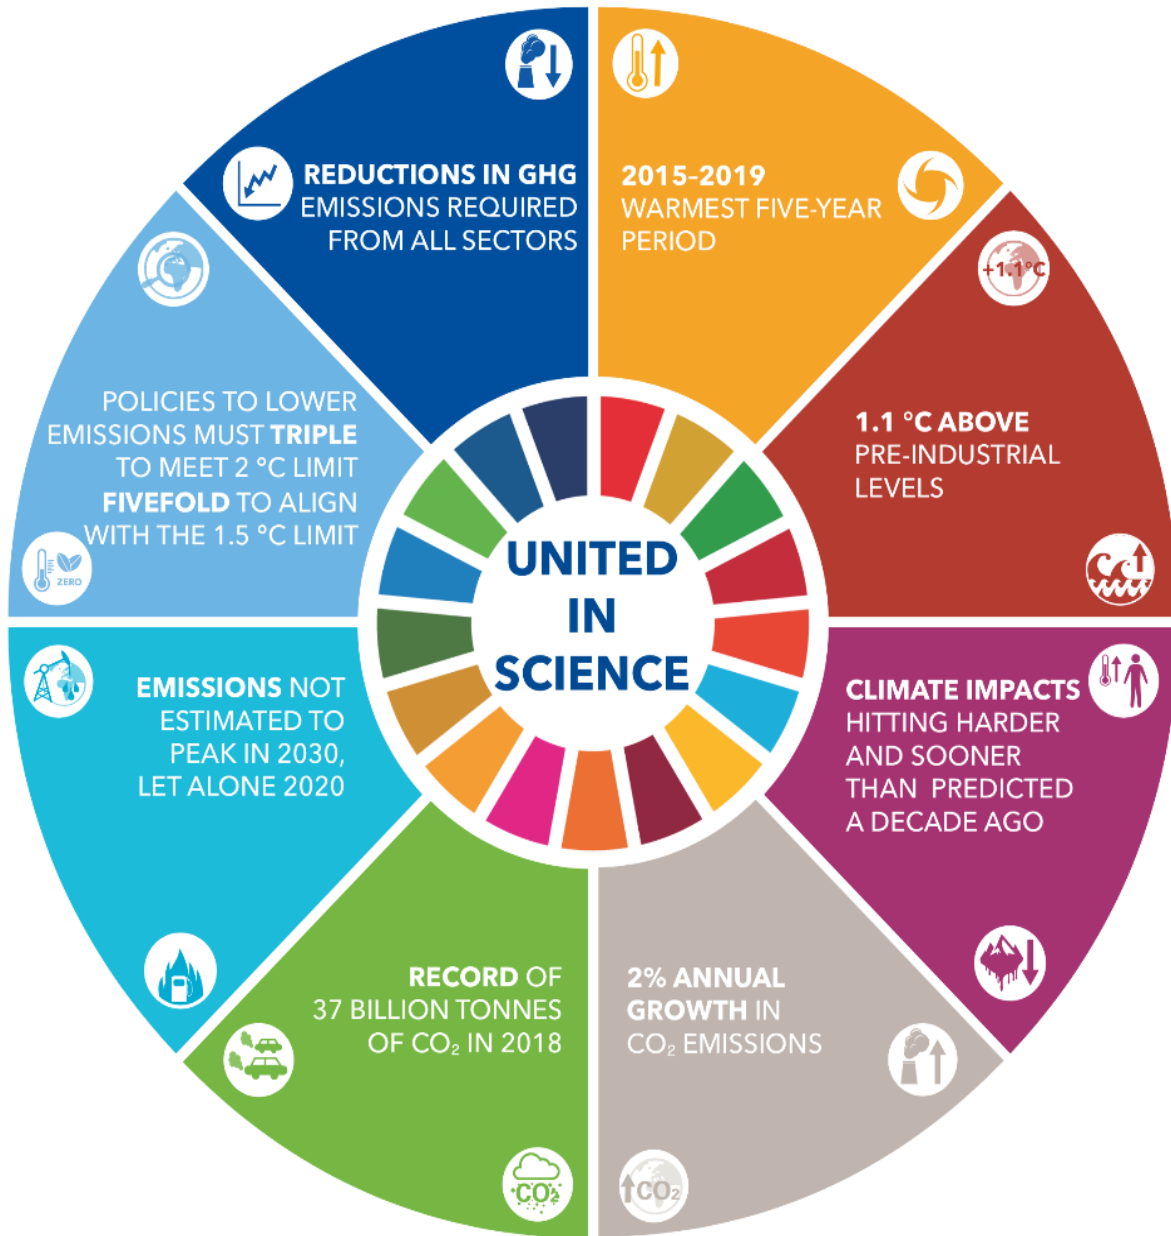 2015–2019
WARMEST FIVE-YEAR
PERIOD
+1.1°C
1.1 °C ABOVE
PRE-INDUSTRIAL
LEVELS
CLIMATE IMPACTS
HITTING HARDER
AND SOONER
THAN PREDICTED
A DECADE AGO
2% ANNUAL
GROWTH IN
CO₂ EMISSIONS
CO₂
RECORD OF
37 BILLION TONNES
OF CO₂ IN 2018
CO₂
EMISSIONS NOT
ESTIMATED TO
PEAK IN 2030,
LET ALONE 2020
POLICIES TO LOWER
EMISSIONS MUST TRIPLE
TO MEET 2 °C LIMIT
FIVEFOLD TO ALIGN
WITH THE 1.5 °C LIMIT
ZERO
REDUCTIONS IN GHG
EMISSIONS REQUIRED
FROM ALL SECTORS
UNITED
IN
SCIENCE